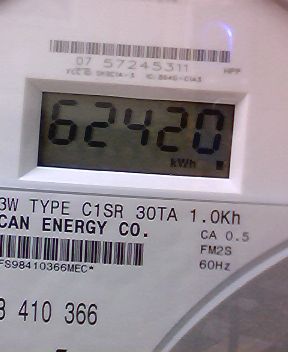 07 57245311
62420
kWh
3W TYPE C1SR 30TA 1.0Kh
CAN ENERGY CO.
CA 0.5
FM2S
60Hz
FS98410366MEC*
8 410 366